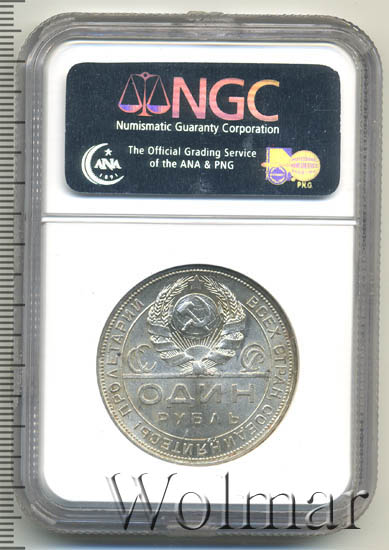 NGC
Numismatic Guaranty Corporation
The Official Grading Service
of the ANA & PNG
ANA
1891
P.N.G.
ПРОЛЕТАРИИ ВСЕХ СТРАН СОЕДИНЯЙТЕСЬ
С С
ОДИН
РУБЛЬ
Wolmar